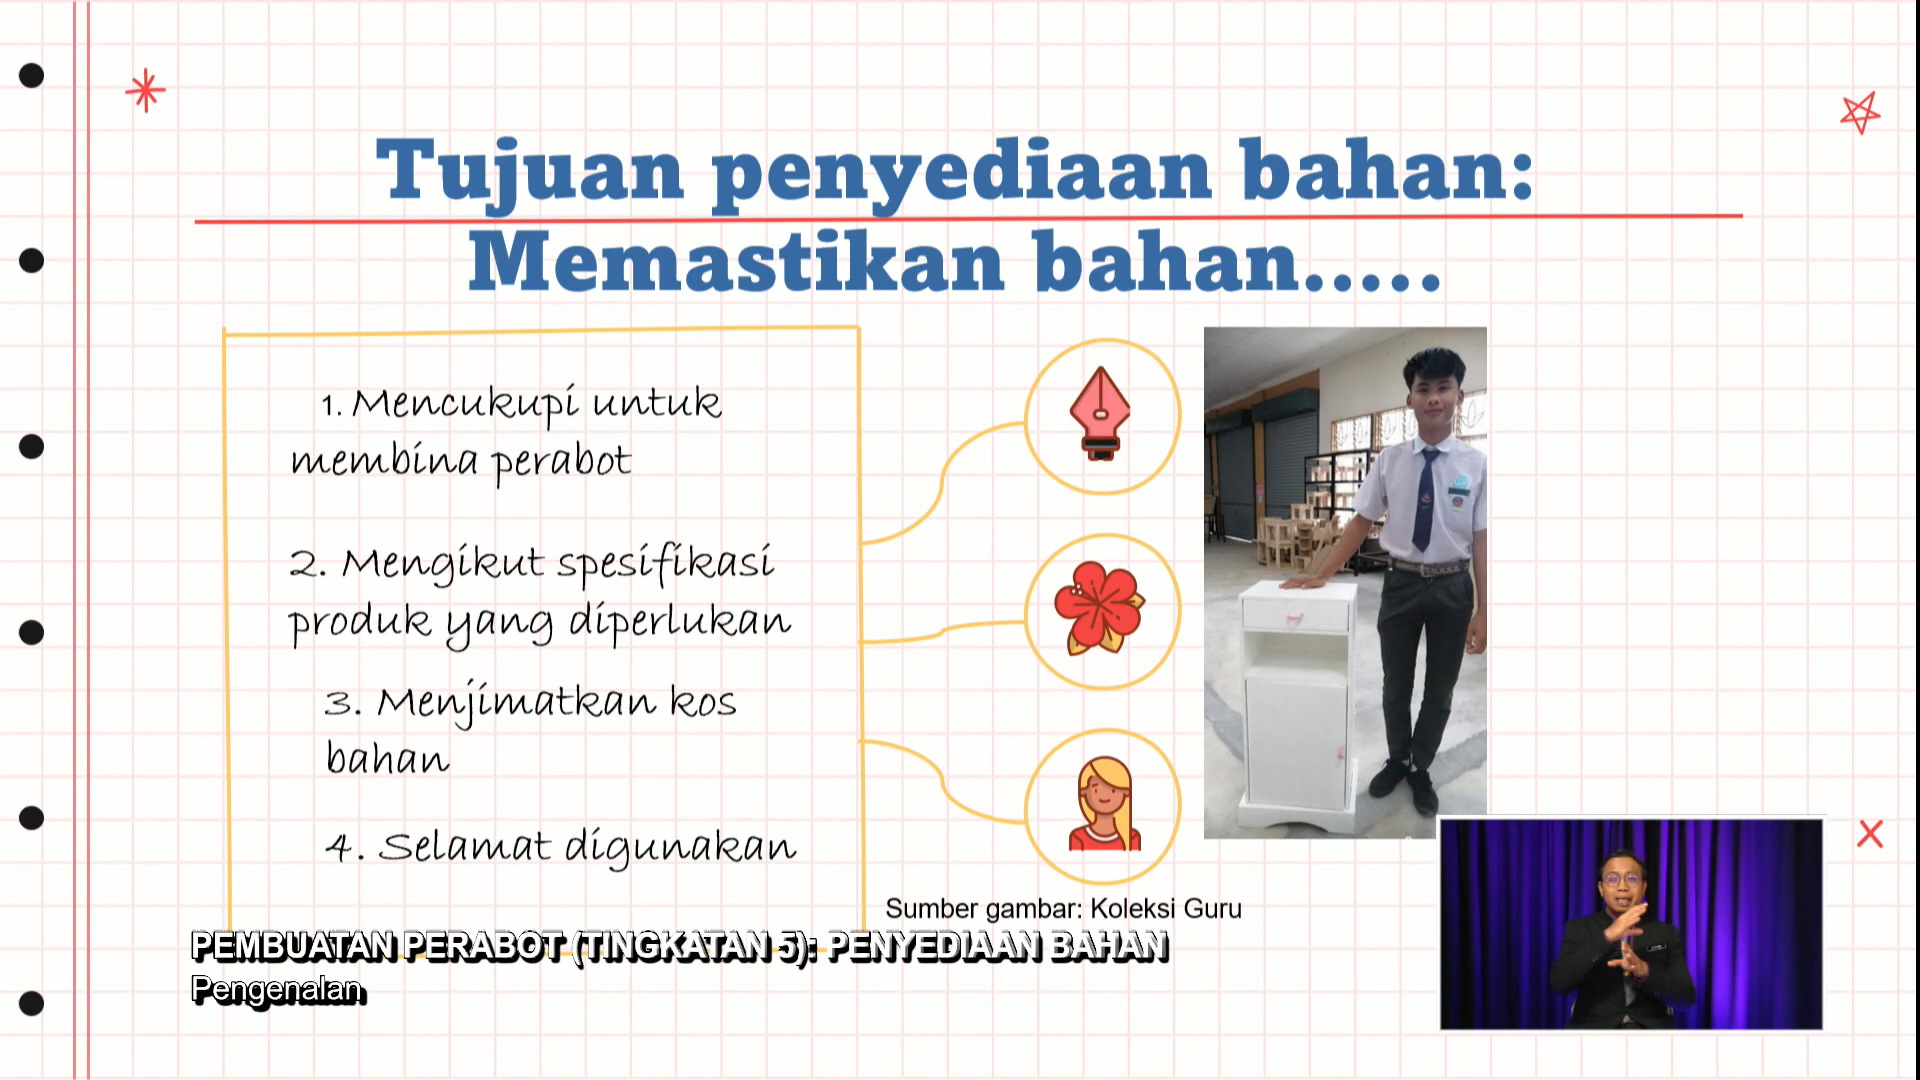 Tujuan penyediaan bahan:
Memastikan bahan.....
1. Mencukupi untuk
membina perabot
2. Mengikut spesifikasi
produk yang diperlukan
3. Menjimatkan kos
bahan
4. Selamat digunakan
Sumber gambar: Koleksi Guru
PEMBUATAN PERABOT (TINGKATAN 5): PENYEDIAAN BAHAN
Pengenalan